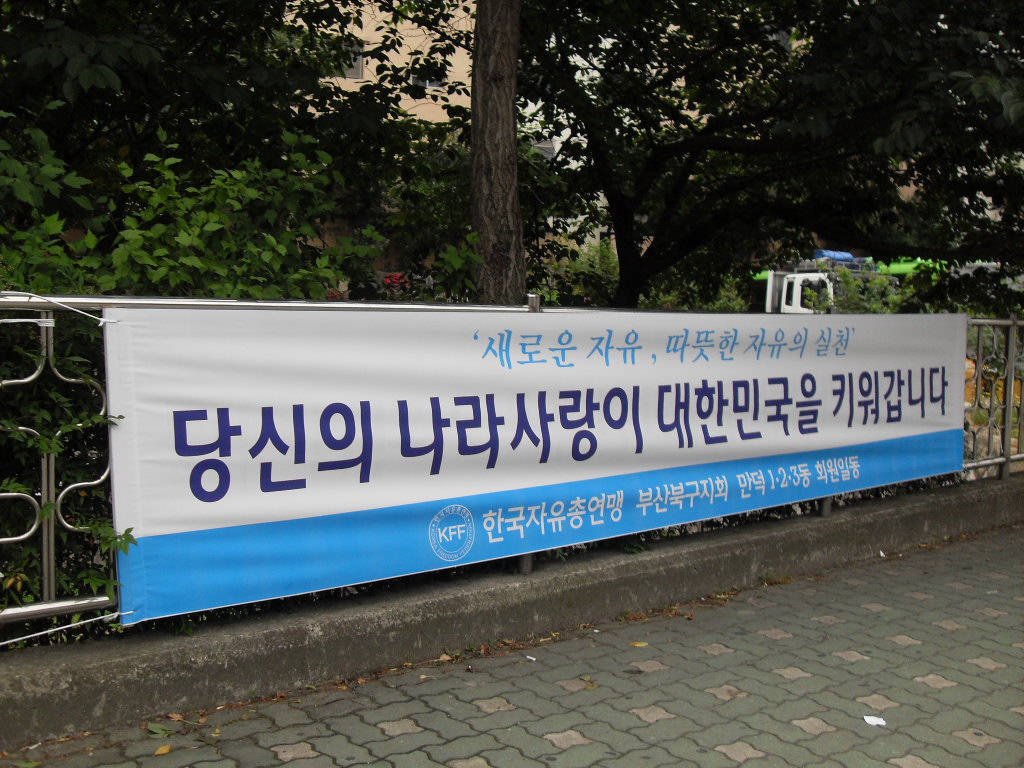 '새로운 자유, 따뜻한 자유의 실천'
당신의 나라사랑이 대한민국을 키워갑니다
KFF 한국자유총연맹 부산북구지회 만덕 1·2·3동 회원일동